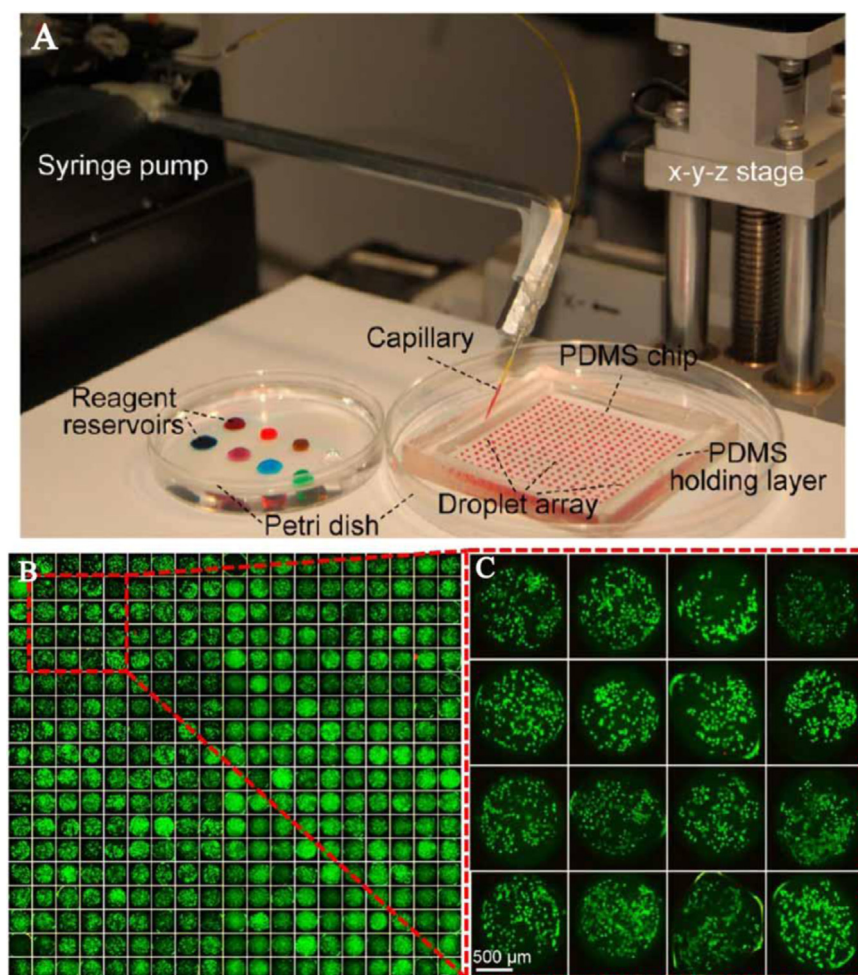 A
Syringe pump
x-y-z stage
Capillary
PDMS chip
Reagent
reservoirs
PDMS
holding layer
Droplet array
Petri dish
B
C
500 µm